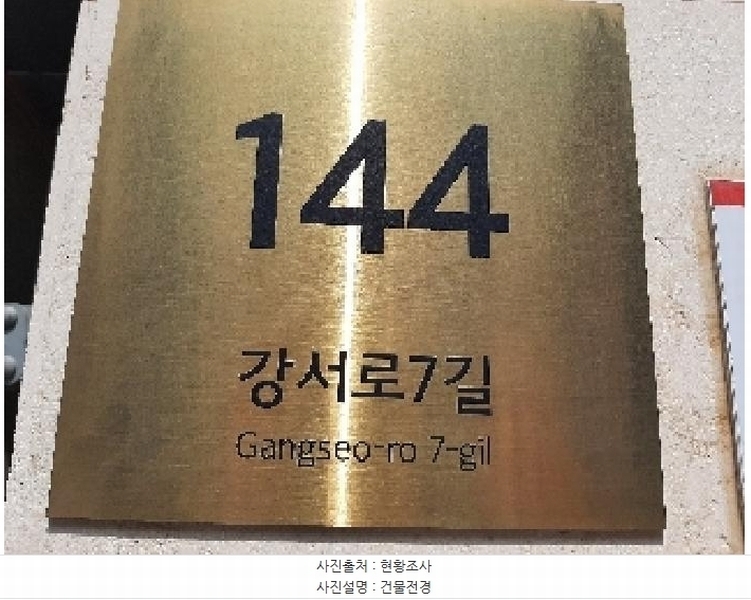 144
강서로7길
Gangseo-ro 7-gil
사진출처 : 현황조사
사진설명 : 건물전경